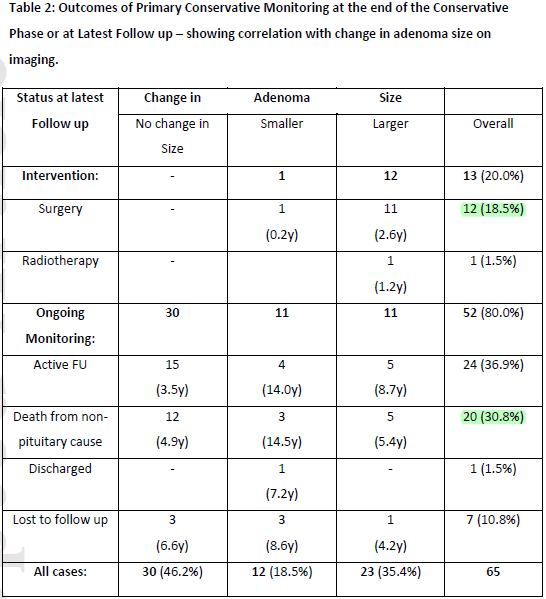 Table 2: Outcomes of Primary Conservative Monitoring at the end of the Conservative
Phase or at Latest Follow up – showing correlation with change in adenoma size on
imaging.
Status at latest Change in Adenoma Size
Follow up No change in Smaller Larger Overall
Size
Intervention: - 1 12 13 (20.0%)
Surgery - 1 11 12 (18.5%)
(0.2y) (2.6y)
Radiotherapy - 1 1 (1.5%)
(1.2y)
Ongoing 30 11 11 52 (80.0%)
Monitoring:
Active FU 15 4 5 24 (36.9%)
(3.5y) (14.0y) (8.7y)
Death from non- 12 3 5 20 (30.8%)
pituitary cause (4.9y) (14.5y) (5.4y)
Discharged - 1 - 1 (1.5%)
(7.2y)
Lost to follow up 3 3 1 7 (10.8%)
(6.6y) (8.6y) (4.2y)
All cases: 30 (46.2%) 12 (18.5%) 23 (35.4%) 65